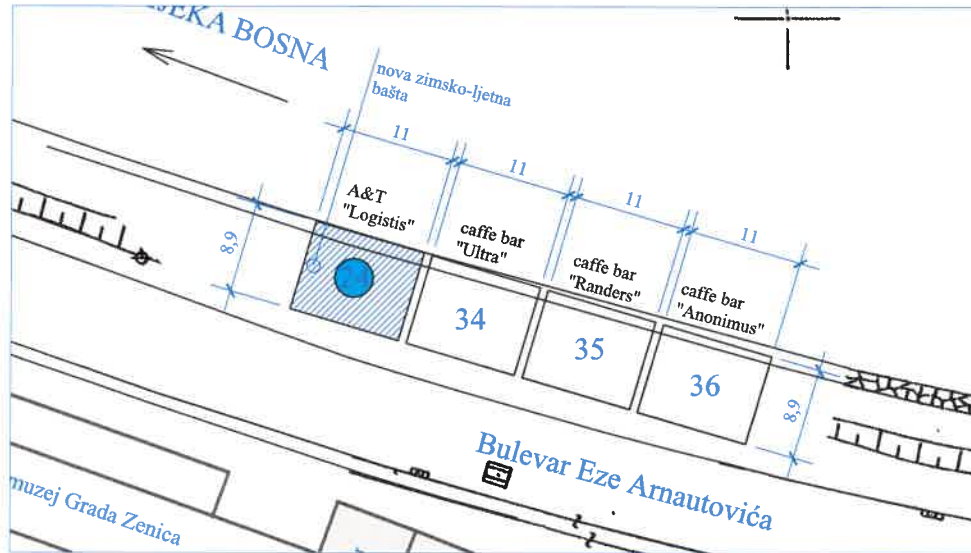 JEKA BOSNA
nova zimsko-ljetna
bašta
11
11
11
11
A&T
"Logistis"
caffe bar
"Ultra"
caffe bar
"Randers"
caffe bar
"Anonimus"
8,9
34
35
36
8,9
Bulevar Eze Arnautovića
muzej Grada Zenica